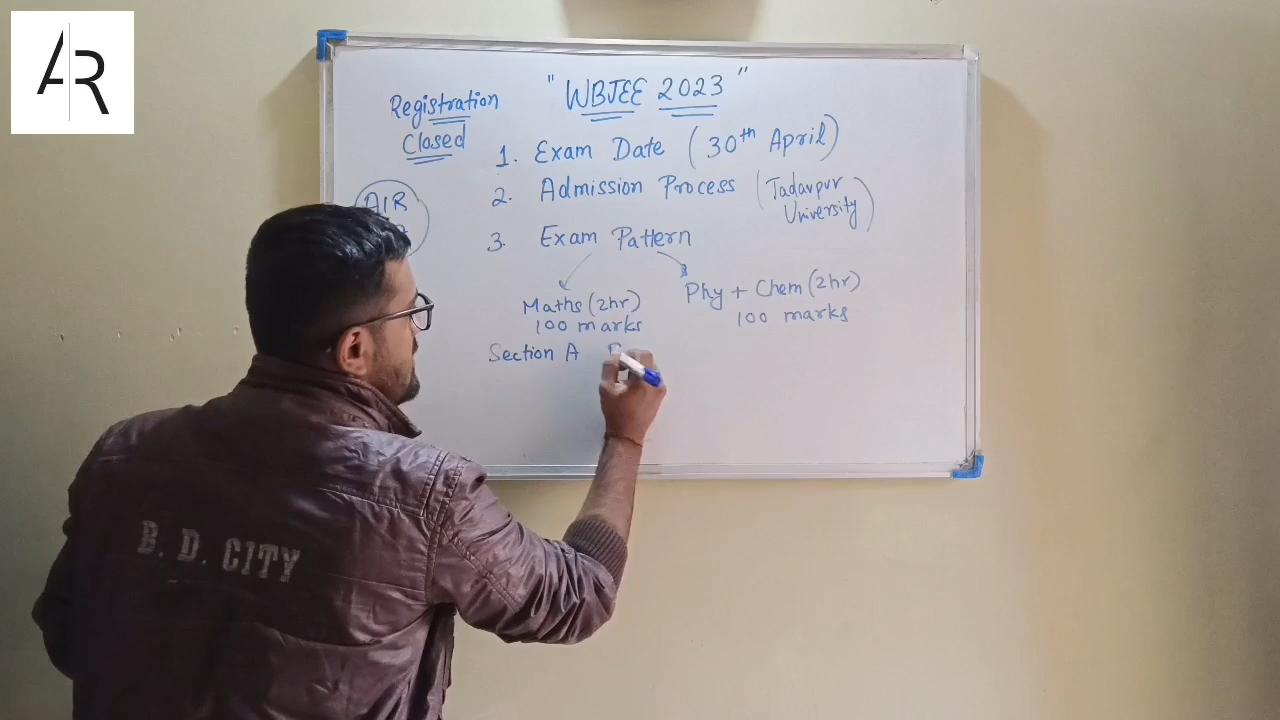 AR
" WBJEE 2023 "
Registration
Closed
1. Exam Date (30th April)
2. Admission Process (Jadavpur
University)
AIR
3. Exam Pattern
Maths (2hr)
100 marks
Phy + Chem (2hr)
100 marks
Section A
B. D. CITY